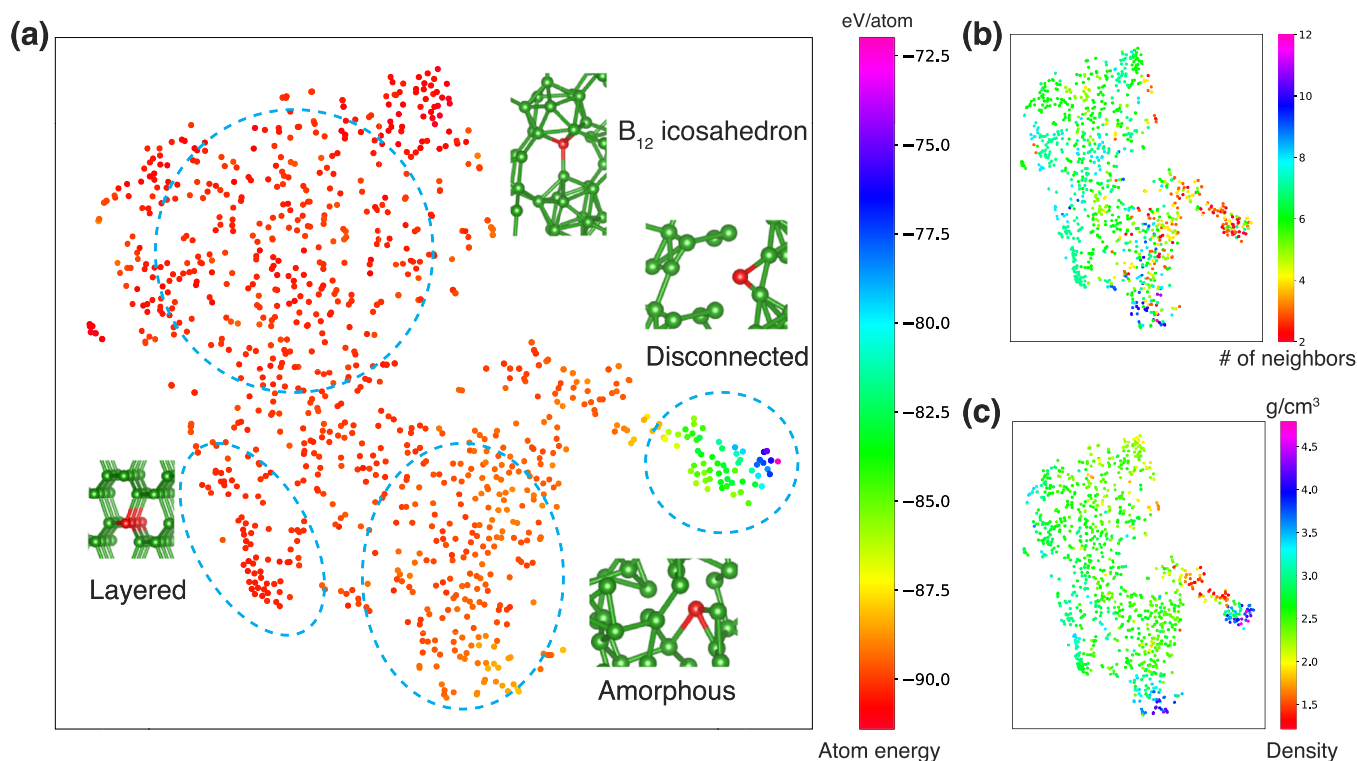 (a)
B12 icosahedron
Disconnected
Layered
Amorphous
eV/atom
−72.5
−75.0
−77.5
−80.0
−82.5
−85.0
−87.5
−90.0
Atom energy
(b)
12
10
8
6
4
2
# of neighbors
(c)
g/cm³
4.5
4.0
3.5
3.0
2.5
2.0
1.5
Density